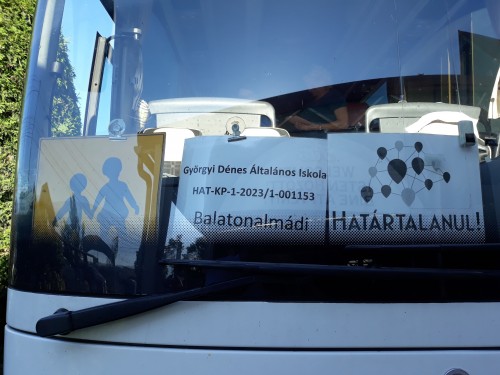 Györgyi Dénes Általános Iskola
HAT-KP-1-2023/1-001153
Balatonalmádi
HATÁRTALANUL!